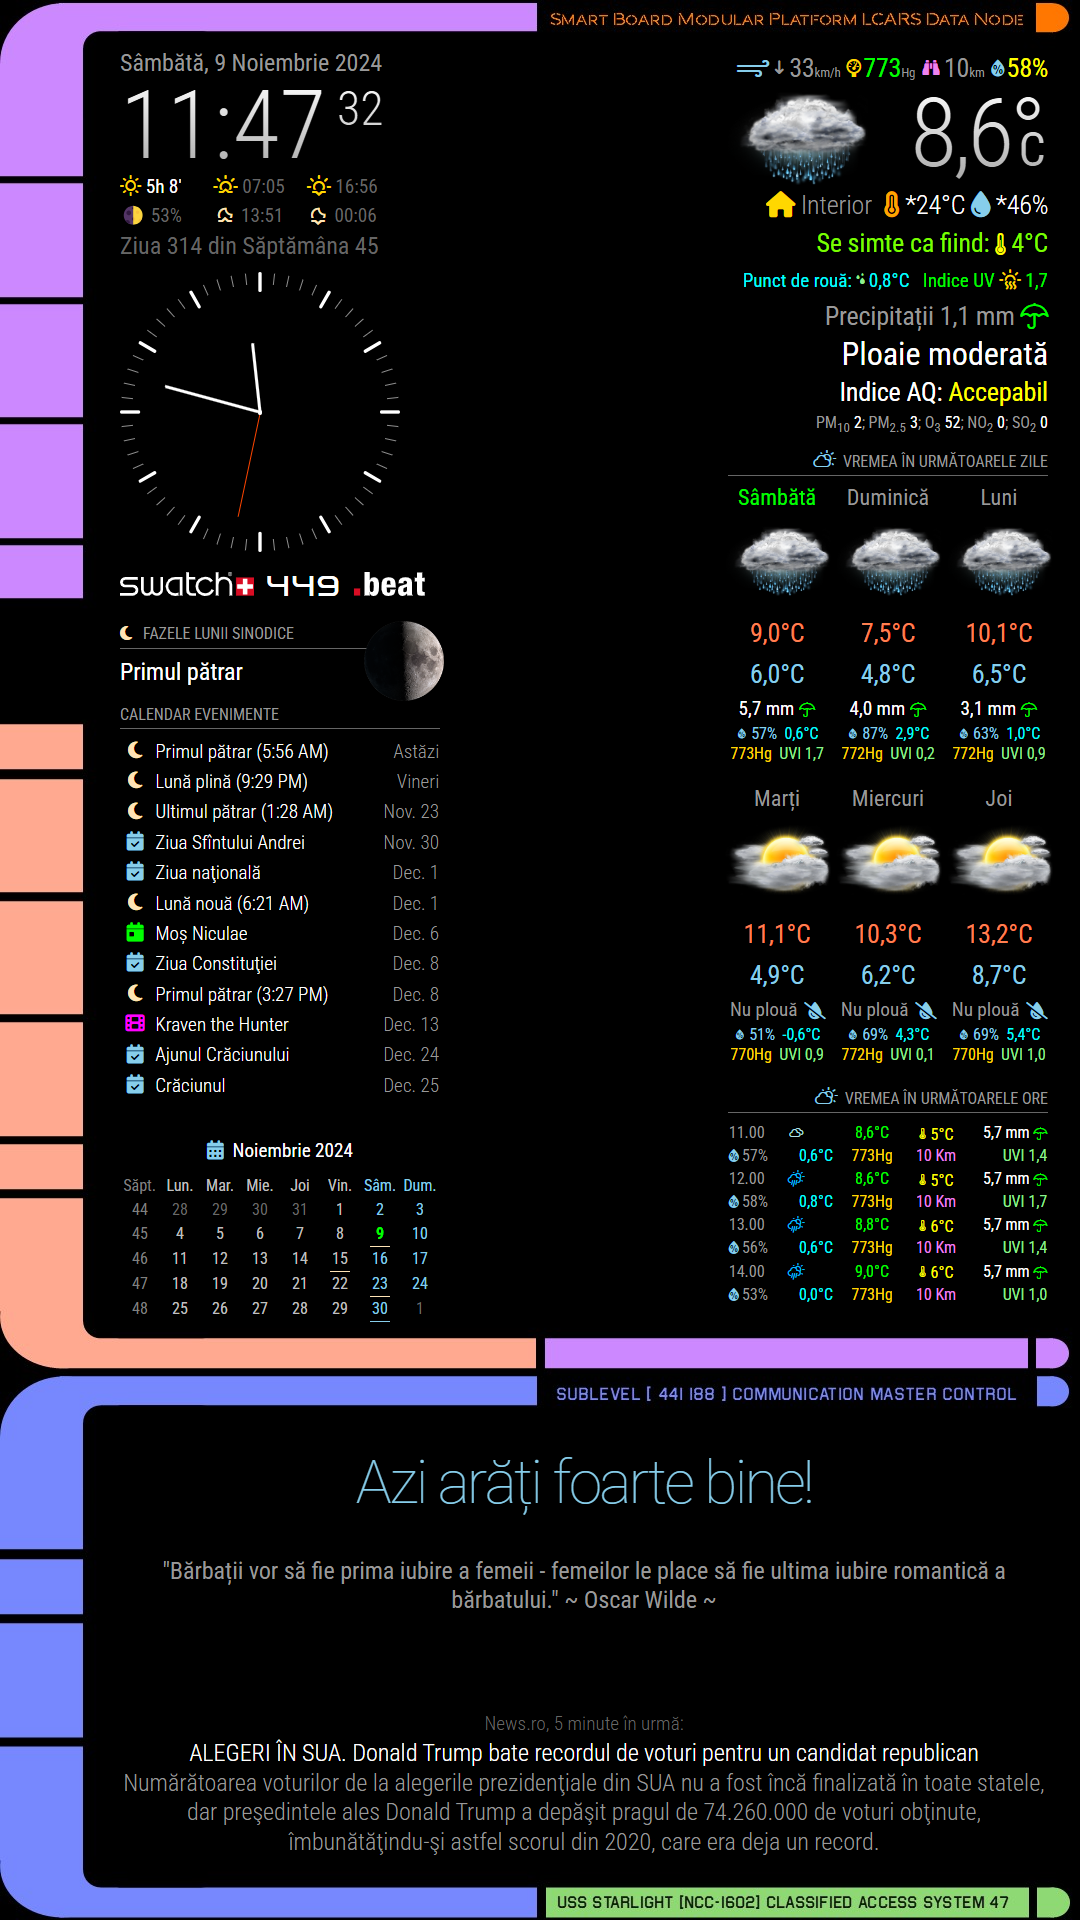 Smart Board Modular Platform LCARS Data Node
Sâmbătă, 9 Noiembrie 2024
11:47 32
5h 8' 07:05 16:56
53% 13:51 00:06
Ziua 314 din Săptămâna 45
swatch 449 .beat
FAZELE LUNII SINODICE
Primul pătrar
CALENDAR EVENIMENTE
Primul pătrar (5:56 AM) Astăzi
Lună plină (9:29 PM) Vineri
Ultimul pătrar (1:28 AM) Nov. 23
Ziua Sfîntului Andrei Nov. 30
Ziua naţională Dec. 1
Lună nouă (6:21 AM) Dec. 1
Moș Niculae Dec. 6
Ziua Constituţiei Dec. 8
Primul pătrar (3:27 PM) Dec. 8
Kraven the Hunter Dec. 13
Ajunul Crăciunului Dec. 24
Crăciunul Dec. 25
Noiembrie 2024
Săpt. Lun. Mar. Mie. Joi Vin. Sâm. Dum.
44 28 29 30 31 1 2 3
45 4 5 6 7 8 9 10
46 11 12 13 14 15 16 17
47 18 19 20 21 22 23 24
48 25 26 27 28 29 30 1
33km/h 773Hg 10km 58%
8,6°C
Interior *24°C *46%
Se simte ca fiind: 4°C
Punct de rouă: 0,8°C Indice UV 1,7
Precipitații 1,1 mm
Ploaie moderată
Indice AQ: Accepabil
PM10 2; PM2.5 3; O3 52; NO2 0; SO2 0
VREMEA ÎN URMĂTOARELE ZILE
Sâmbătă Duminică Luni
9,0°C 7,5°C 10,1°C
6,0°C 4,8°C 6,5°C
5,7 mm 4,0 mm 3,1 mm
57% 0,6°C 87% 2,9°C 63% 1,0°C
773Hg UVI 1,7 772Hg UVI 0,2 772Hg UVI 0,9
Marți Miercuri Joi
11,1°C 10,3°C 13,2°C
4,9°C 6,2°C 8,7°C
Nu plouă Nu plouă Nu plouă
51% -0,6°C 69% 4,3°C 69% 5,4°C
770Hg UVI 0,9 772Hg UVI 0,1 770Hg UVI 1,0
VREMEA ÎN URMĂTOARELE ORE
11.00 8,6°C 5°C 5,7 mm
57% 0,6°C 773Hg 10 Km UVI 1,4
12.00 8,6°C 5°C 5,7 mm
58% 0,8°C 773Hg 10 Km UVI 1,7
13.00 8,8°C 6°C 5,7 mm
56% 0,6°C 773Hg 10 Km UVI 1,4
14.00 9,0°C 6°C 5,7 mm
53% 0,0°C 773Hg 10 Km UVI 1,0
SUBLEVEL [ 441 188 ] COMMUNICATION MASTER CONTROL
Azi arăți foarte bine!
"Bărbații vor să fie prima iubire a femeii - femeilor le place să fie ultima iubire romantică a
bărbatului." ~ Oscar Wilde ~
News.ro, 5 minute în urmă:
ALEGERI ÎN SUA. Donald Trump bate recordul de voturi pentru un candidat republican
Numărătoarea voturilor de la alegerile prezidenţiale din SUA nu a fost încă finalizată în toate statele,
dar preşedintele ales Donald Trump a depăşit pragul de 74.260.000 de voturi obţinute,
îmbunătăţindu-şi astfel scorul din 2020, care era deja un record.
USS STARLIGHT [NCC-1602] CLASSIFIED ACCESS SYSTEM 47